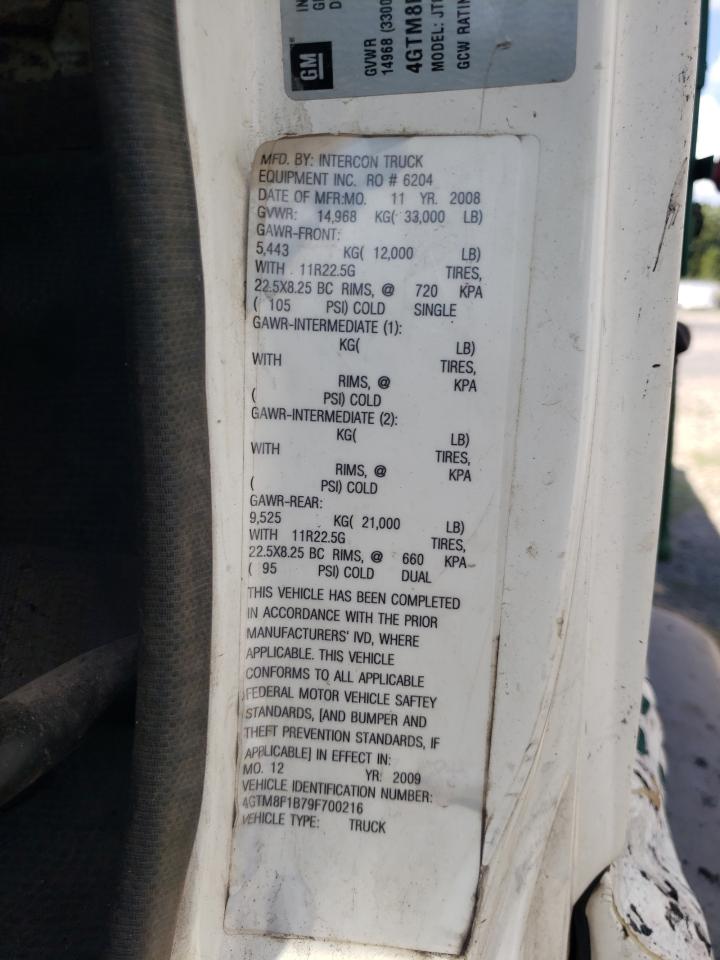 GM
GVWR
14968 (3300
4GTM8
MODEL: JT
GCW RATIN
MFD. BY: INTERCON TRUCK
EQUIPMENT INC. RO # 6204
DATE OF MFR:MO. 11 YR. 2008
GVWR: 14,968 KG( 33,000 LB)
GAWR-FRONT:
5,443 KG( 12,000 LB)
WITH . 11R22.5G TIRES,
22.5X8.25 BC RIMS, @ 720 KPA
( 105 PSI) COLD SINGLE
GAWR-INTERMEDIATE (1):
KG( LB)
WITH TIRES,
RIMS, @ KPA
( PSI) COLD
GAWR-INTERMEDIATE (2):
KG( LB)
WITH TIRES,
RIMS, @ KPA
( PSI) COLD
GAWR-REAR:
9,525 KG( 21,000 LB)
WITH 11R22.5G TIRES,
22.5X8.25 BC RIMS, @ 660 KPA
( 95 PSI) COLD DUAL
THIS VEHICLE HAS BEEN COMPLETED
IN ACCORDANCE WITH THE PRIOR
MANUFACTURERS' IVD, WHERE
APPLICABLE. THIS VEHICLE
CONFORMS TO ALL APPLICABLE
FEDERAL MOTOR VEHICLE SAFTEY
STANDARDS, [AND BUMPER AND
THEFT PREVENTION STANDARDS, IF
APPLICABLE] IN EFFECT IN:
MO. 12 YR. 2009
VEHICLE IDENTIFICATION NUMBER:
4GTM8F1B79F700216
VEHICLE TYPE: TRUCK